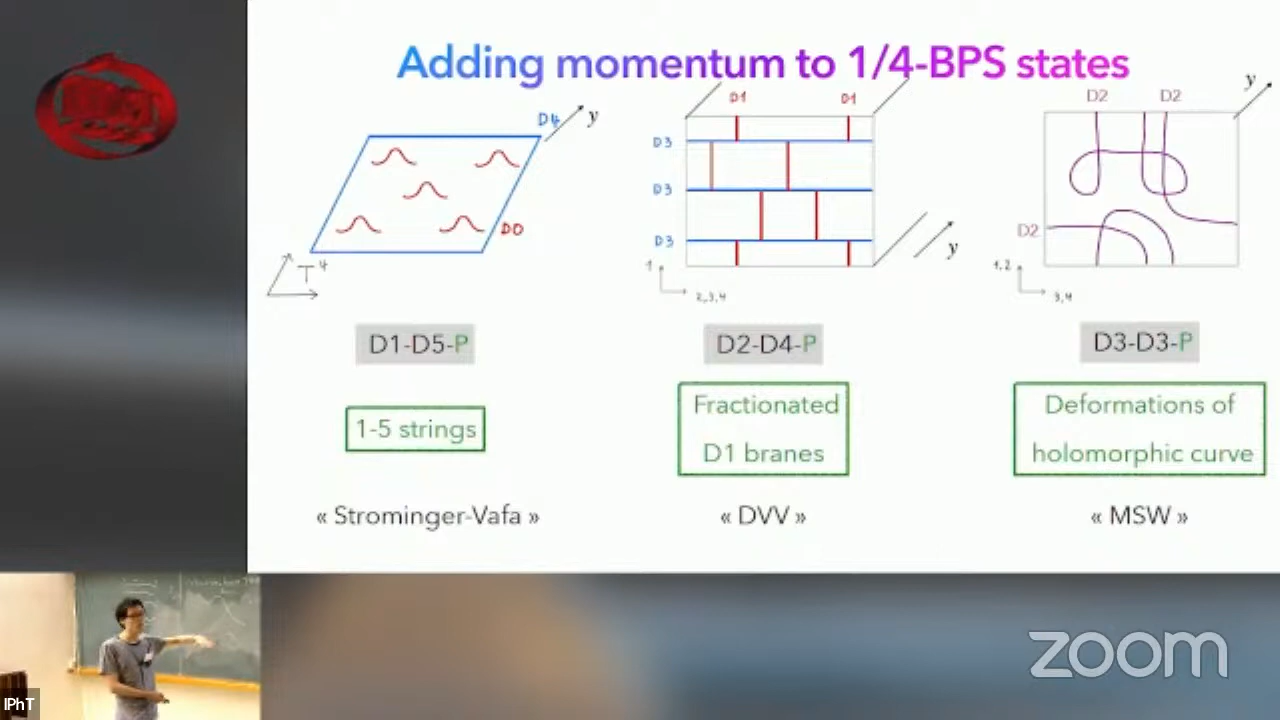 Adding momentum to 1/4-BPS states
D4
y
D0
T⁴
D1-D5-P
1-5 strings
« Strominger-Vafa »
D1
D1
D3
D3
D3
y
1
2,3,4
D2-D4-P
Fractionated
D1 branes
« DVV »
D2
D2
y
D2
1,2
3,4
D3-D3-P
Deformations of
holomorphic curve
« MSW »
IPhT
zoom